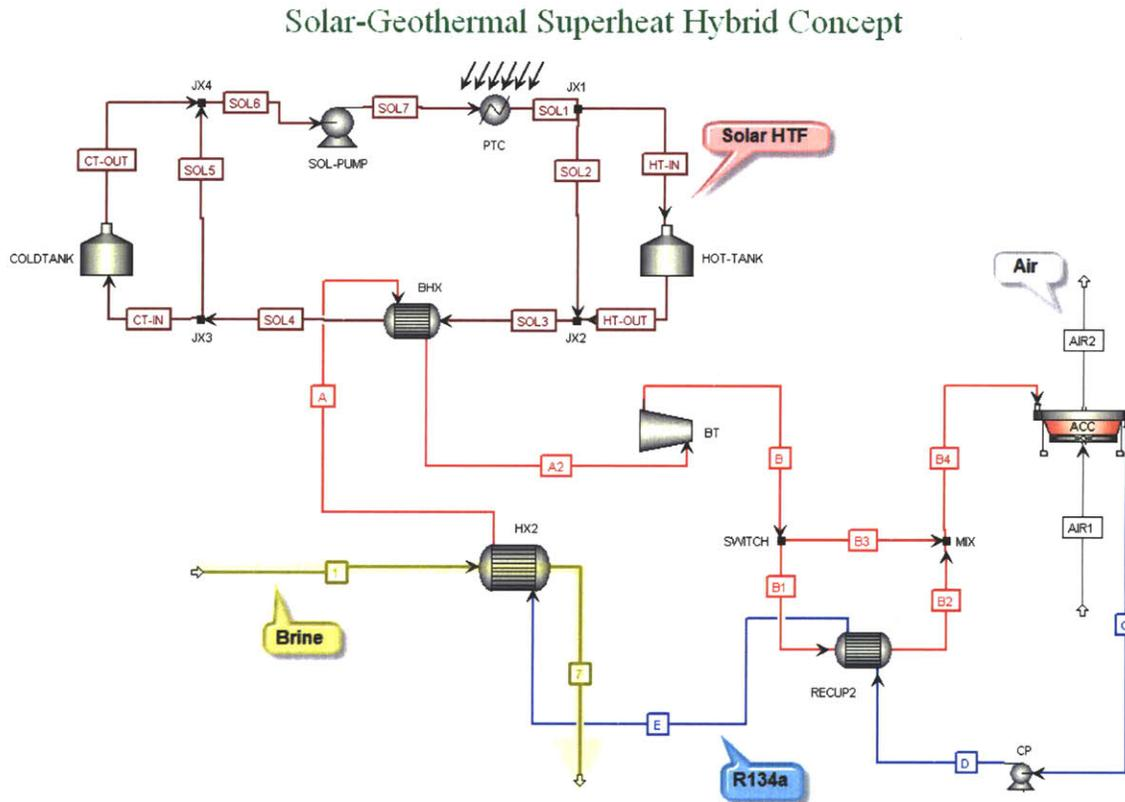 Solar-Geothermal Superheat Hybrid Concept
JX4
SOL6
SOL7
SOL1
JX1
SOL-PUMP
PTC
Solar HTF
CT-OUT
SOL5
SOL2
HT-IN
COLDTANK
BHX
HOT-TANK
Air
CT-IN
SOL4
SOL3
HT-OUT
JX3
JX2
AIR2
A
BT
ACC
A2
B
B4
HX2
SWITCH
B3
MIX
AIR1
1
B1
B2
Brine
C
7
RECUP2
E
CP
D
R134a